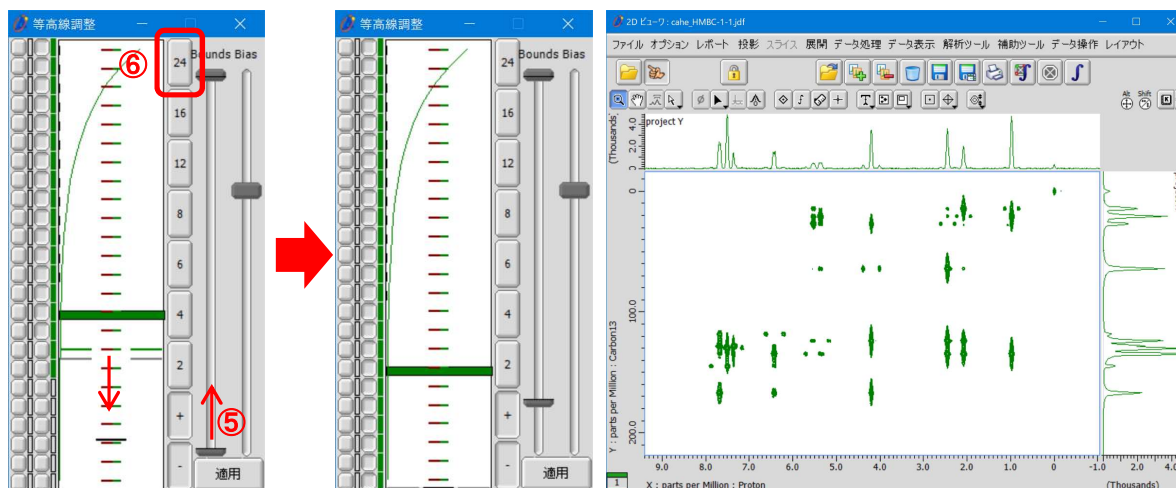 等高線調整
⑥
24
Bounds Bias
16
12
8
6
4
2
+
-
⑤
適用
等高線調整
24
Bounds Bias
16
12
8
6
4
2
+
-
適用
2D ビューワ : cahe_HMBC-1-1.jdf
ファイル オプション レポート 投影 スライス 展開 データ処理 データ表示 解析ツール 補助ツール データ操作 レイアウト
Alt Shift
project Y
(Thousands)
4.0
2.0
0
0
100.0
200.0
Y : parts per Million : Carbon13
9.0 8.0 7.0 6.0 5.0 4.0 3.0 2.0 1.0 -1.0 2.0 4.0
1
X : parts per Million : Proton
(Thousands)